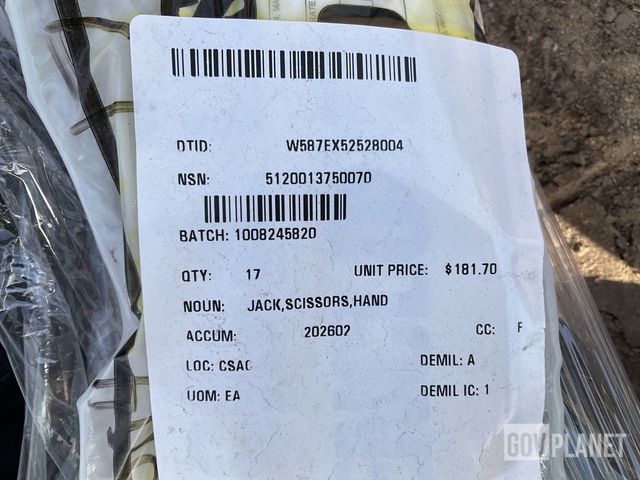 DTID: W587EX52528004
NSN: 5120013750070
BATCH: 1008245820
QTY: 17 UNIT PRICE: $181.70
NOUN: JACK,SCISSORS,HAND
ACCUM: 202602 CC: F
LOC: CSAC DEMIL: A
UOM: EA DEMIL IC: 1
GOVPLANET